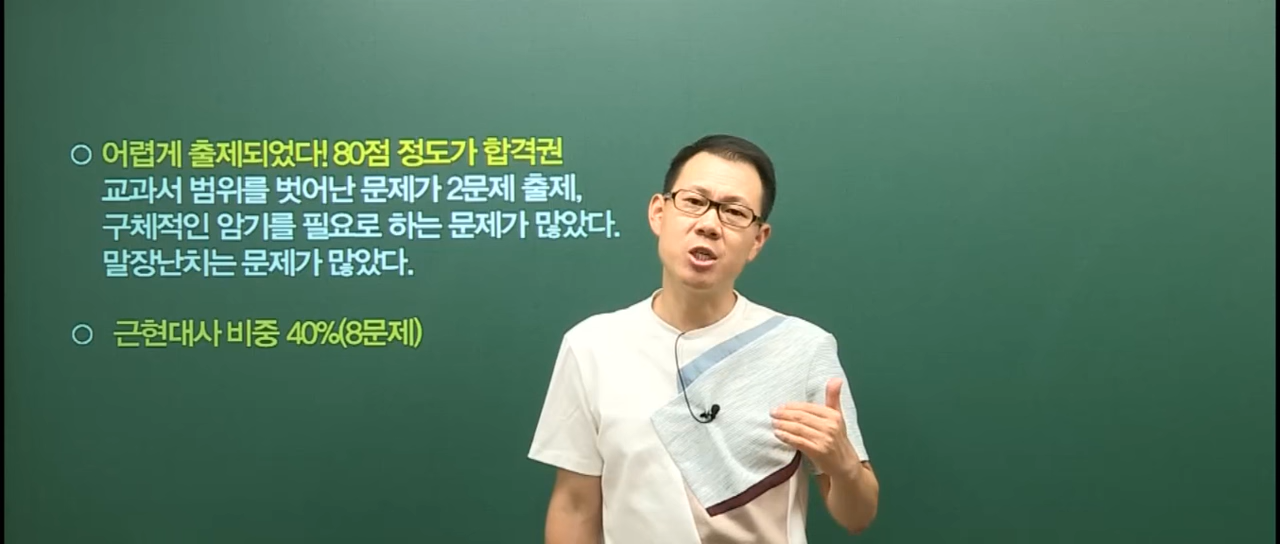 ○ 어렵게 출제되었다! 80점 정도가 합격권
교과서 범위를 벗어난 문제가 2문제 출제,
구체적인 암기를 필요로 하는 문제가 많았다.
말장난치는 문제가 많았다.
○ 근현대사 비중 40%(8문제)